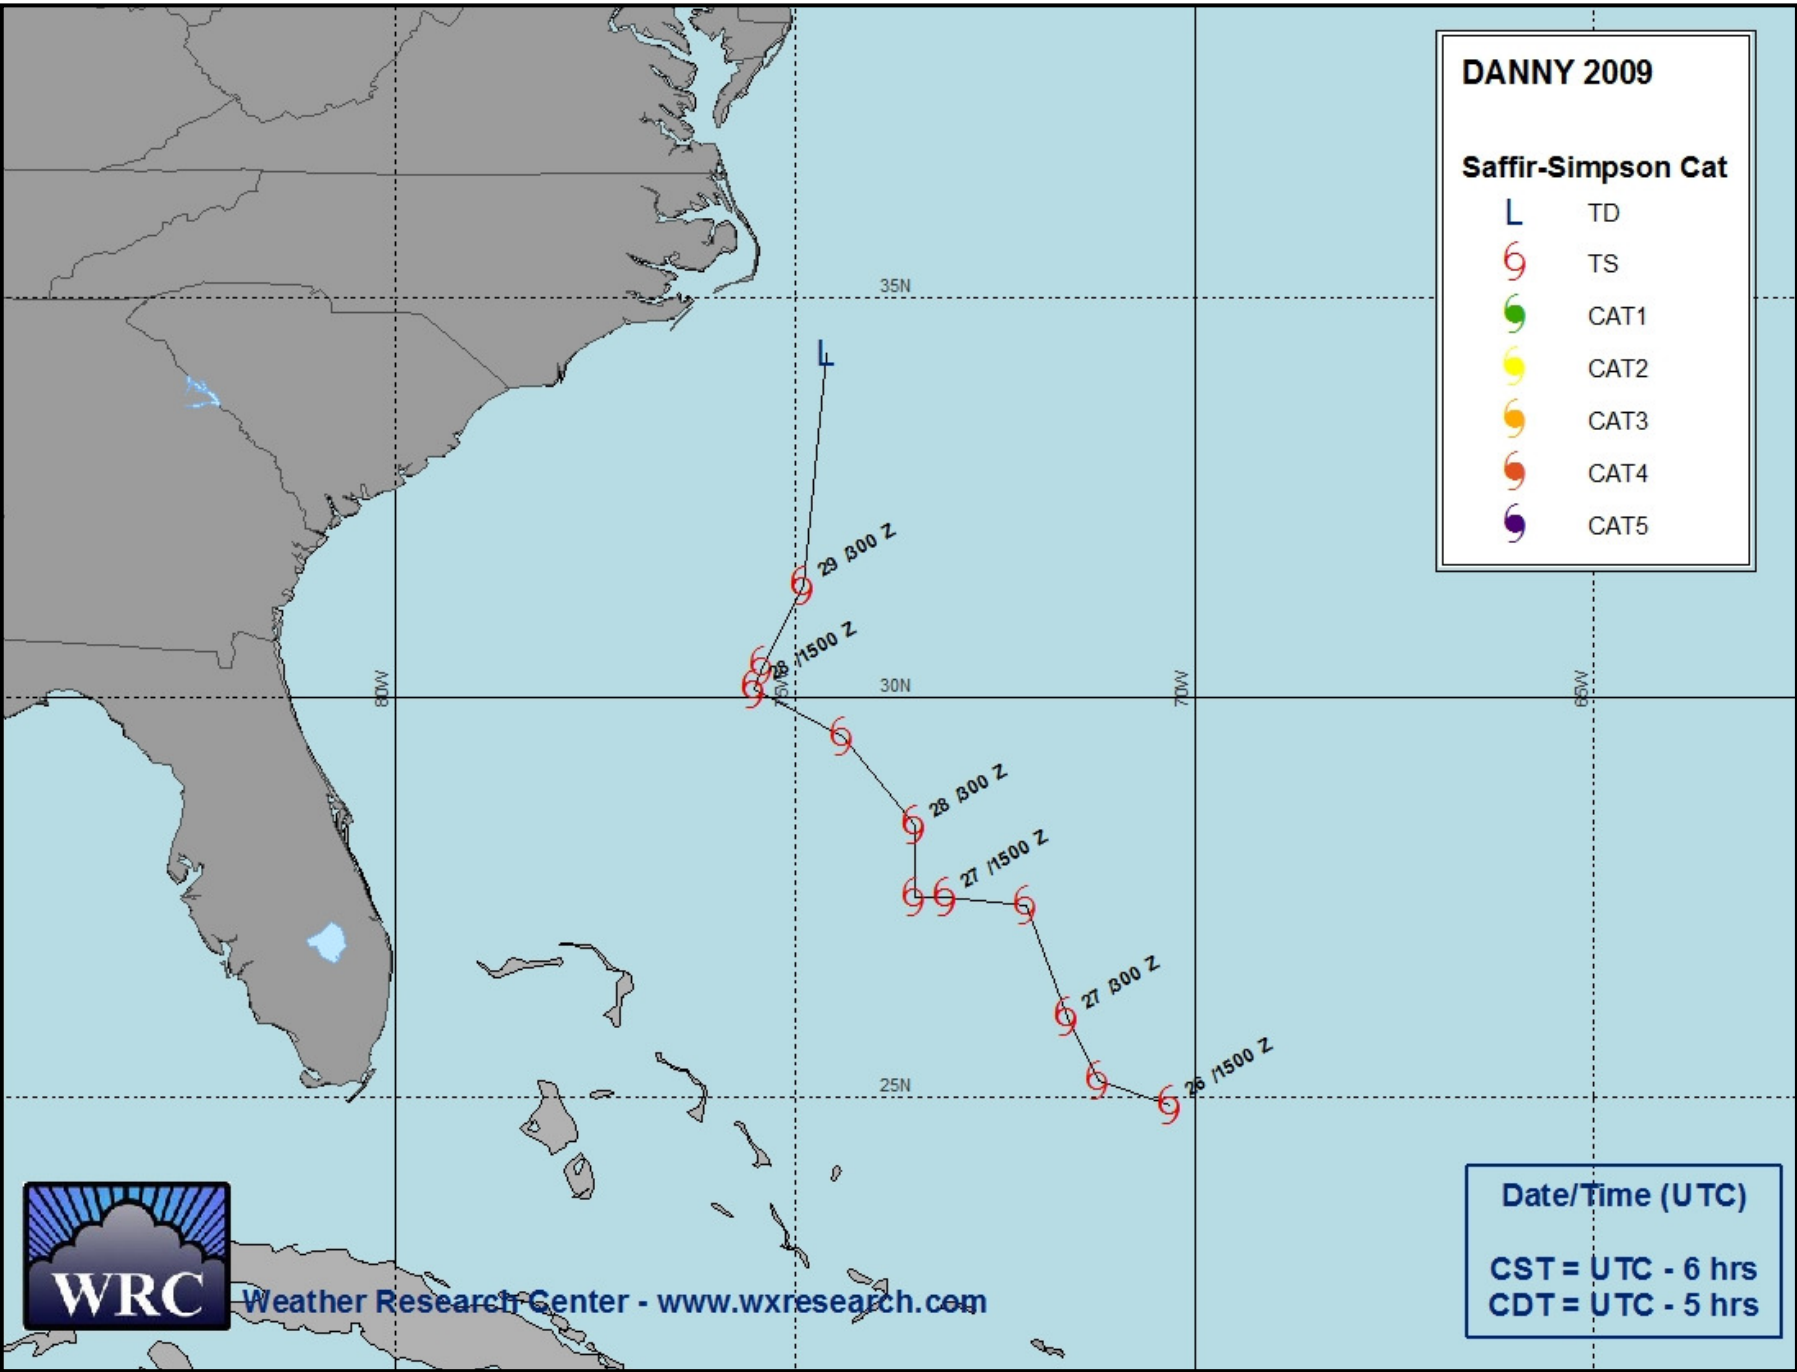 DANNY 2009
Saffir-Simpson Cat
L TD
TS
CAT1
CAT2
CAT3
CAT4
CAT5
35N
L
29 /300 Z
28 /1500 Z
80W
75W
30N
70W
65W
28 /300 Z
27 /1500 Z
27 /300 Z
26 /1500 Z
25N
Date/Time (UTC)
CST = UTC - 6 hrs
CDT = UTC - 5 hrs
WRC
Weather Research Center - www.wxresearch.com